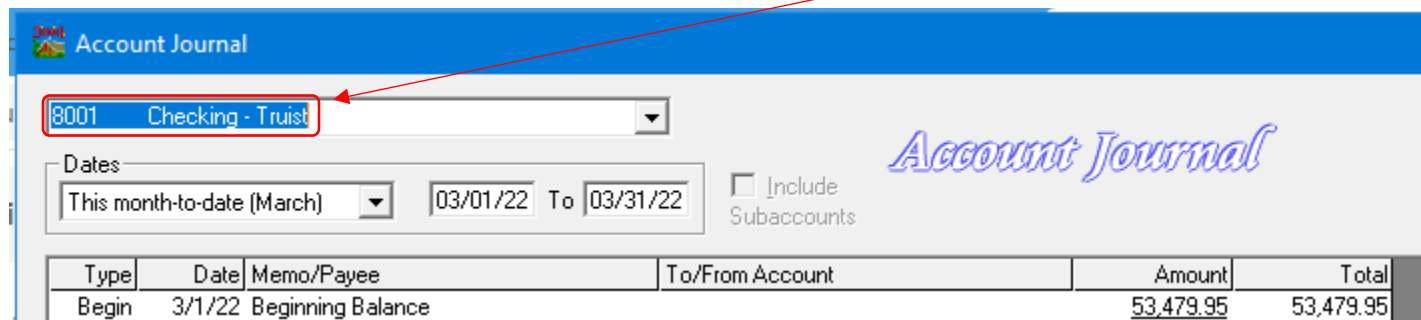 Account Journal
8001 Checking - Truist
Account Journal
Dates
This month-to-date (March) 03/01/22 To 03/31/22
Include
Subaccounts
Type Date Memo/Payee To/From Account Amount Total
Begin 3/1/22 Beginning Balance 53,479.95 53,479.95